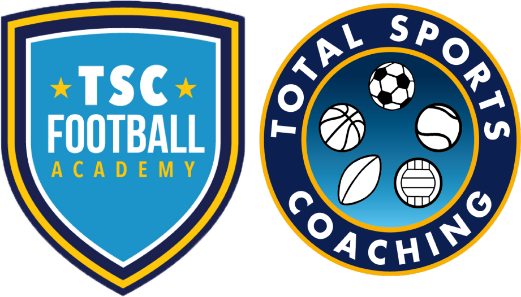 TSC
FOOTBALL
ACADEMY
TOTAL SPORTS
COACHING